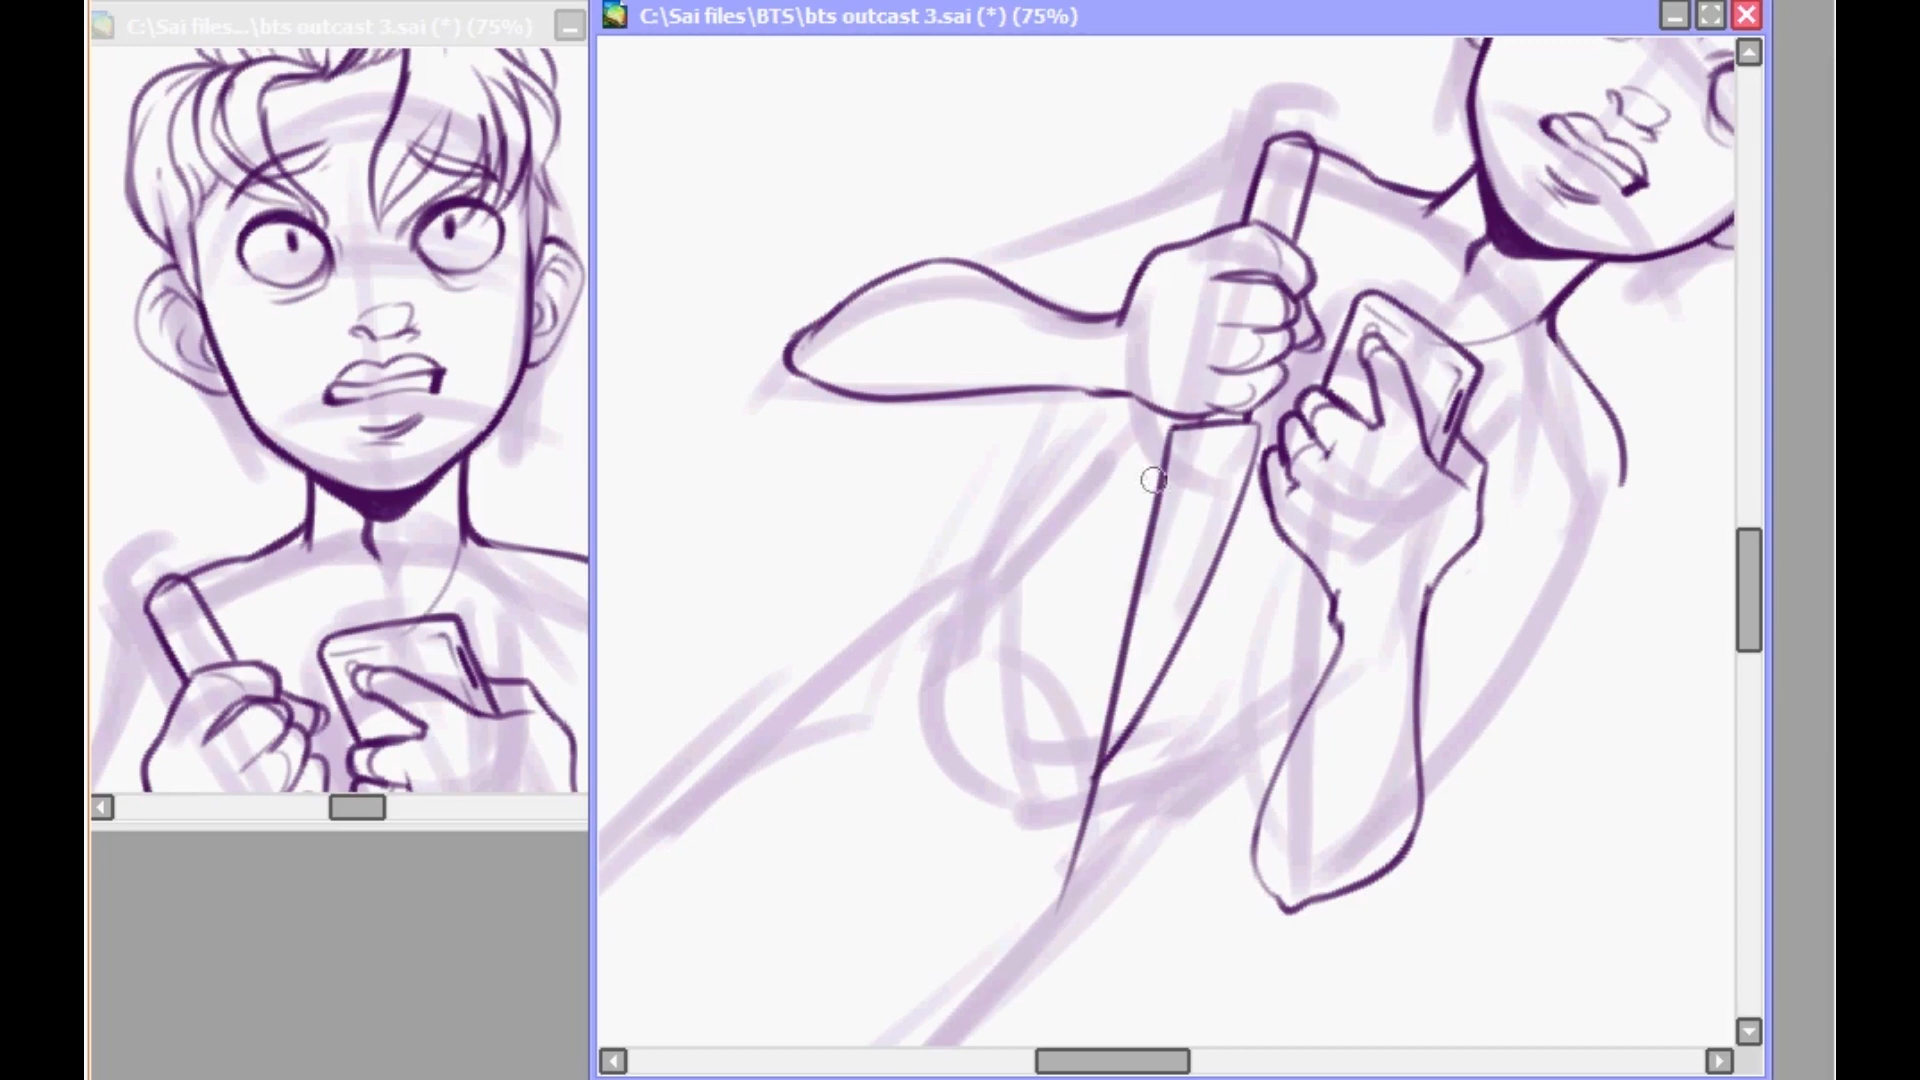 C:\Sai files...\bts outcast 3.sai (*) (75%)
C:\Sai files\BTS\bts outcast 3.sai (*) (75%)